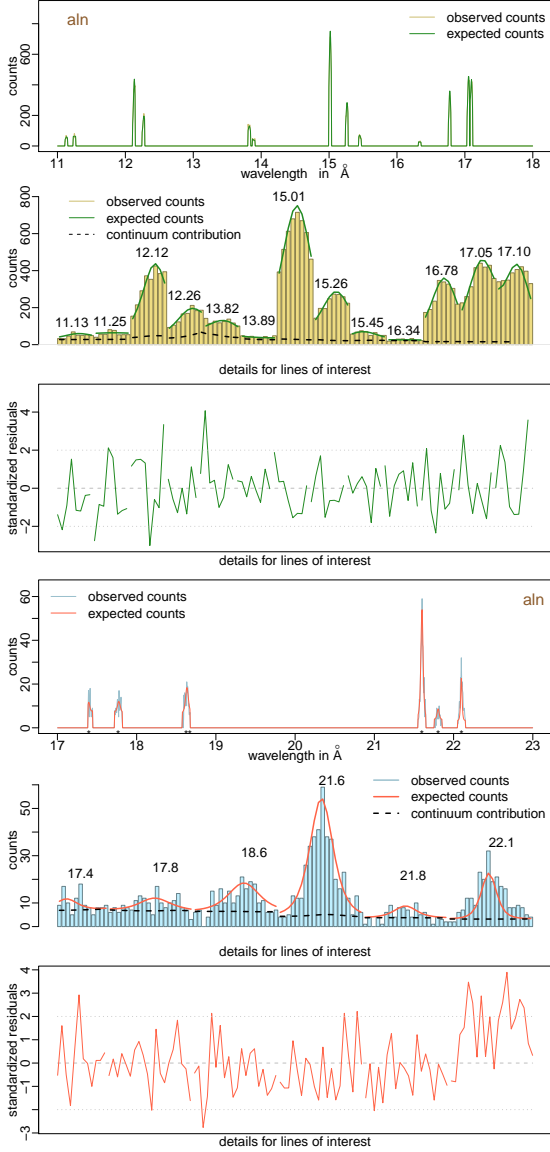 aln
observed counts
expected counts
counts
0
200
600
11
12
13
14
15
16
17
18
wavelength in Å
observed counts
expected counts
continuum contribution
counts
0
200
400
600
800
11.13
11.25
12.12
12.26
13.82
13.89
15.01
15.26
15.45
16.34
16.78
17.05
17.10
details for lines of interest
standardized residuals
−2
0
2
4
details for lines of interest
observed counts
expected counts
aln
counts
0
20
40
60
17
18
19
20
21
22
23
* * ** * * *
wavelength in Å
observed counts
expected counts
continuum contribution
counts
0
10
30
50
17.4
17.8
18.6
21.6
21.8
22.1
details for lines of interest
standardized residuals
−3
−1
0
1
2
3
4
details for lines of interest